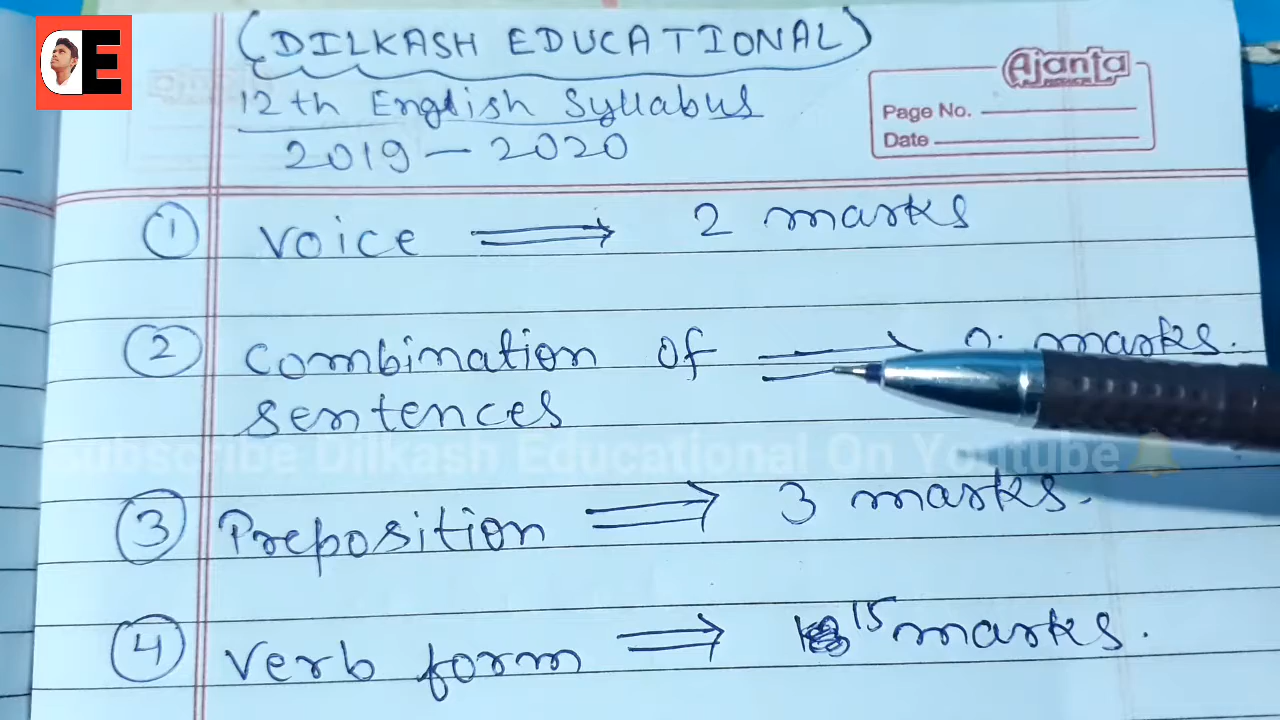 E
(DILKASH EDUCATIONAL)
Ajanta
12th English Syllabus
Page No.
2019 – 2020
Date
① Voice ⟹ 2 marks
② Combination of ⟹ marks.
sentences
Subscribe Dilkash Educational On Youtube
③ Preposition ⟹ 3 marks.
④ Verb form ⟹ 15 marks.